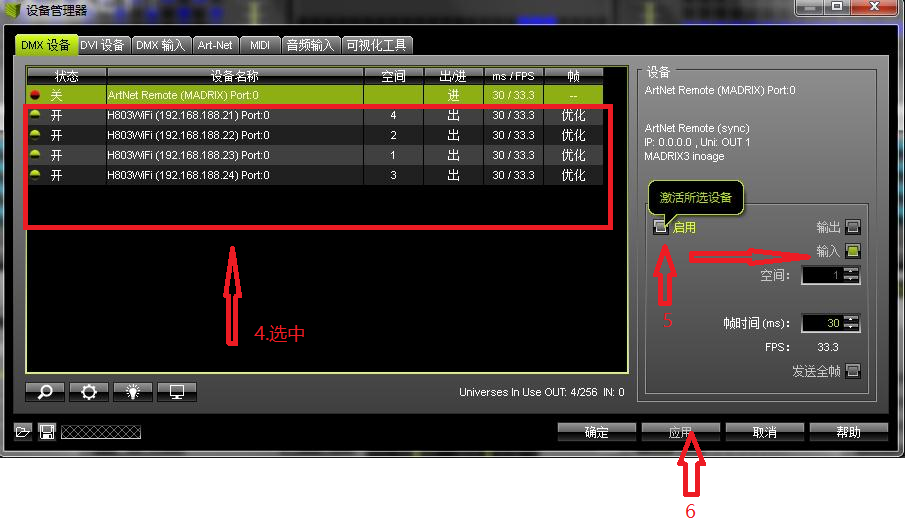 设备管理器
DMX 设备 DVI 设备 DMX 输入 Art-Net MIDI 音频输入 可视化工具
状态 设备名称 空间 出/进 ms / FPS 帧
关 ArtNet Remote (MADRIX) Port:0 进 30 / 33.3 --
开 H803WiFi (192.168.188.21) Port:0 4 出 30 / 33.3 优化
开 H803WiFi (192.168.188.22) Port:0 2 出 30 / 33.3 优化
开 H803WiFi (192.168.188.23) Port:0 1 出 30 / 33.3 优化
开 H803WiFi (192.168.188.24) Port:0 3 出 30 / 33.3 优化
4.选中
Universes In Use OUT: 4/256 IN: 0
设备
ArtNet Remote (MADRIX) Port:0
ArtNet Remote (sync)
IP: 0.0.0.0 , Uni: OUT 1
MADRIX3 inoage
激活所选设备
启用 输出
输入
空间: 1
5
帧时间 (ms): 30
FPS: 33.3
发送全帧
确定 应用 取消 帮助
6